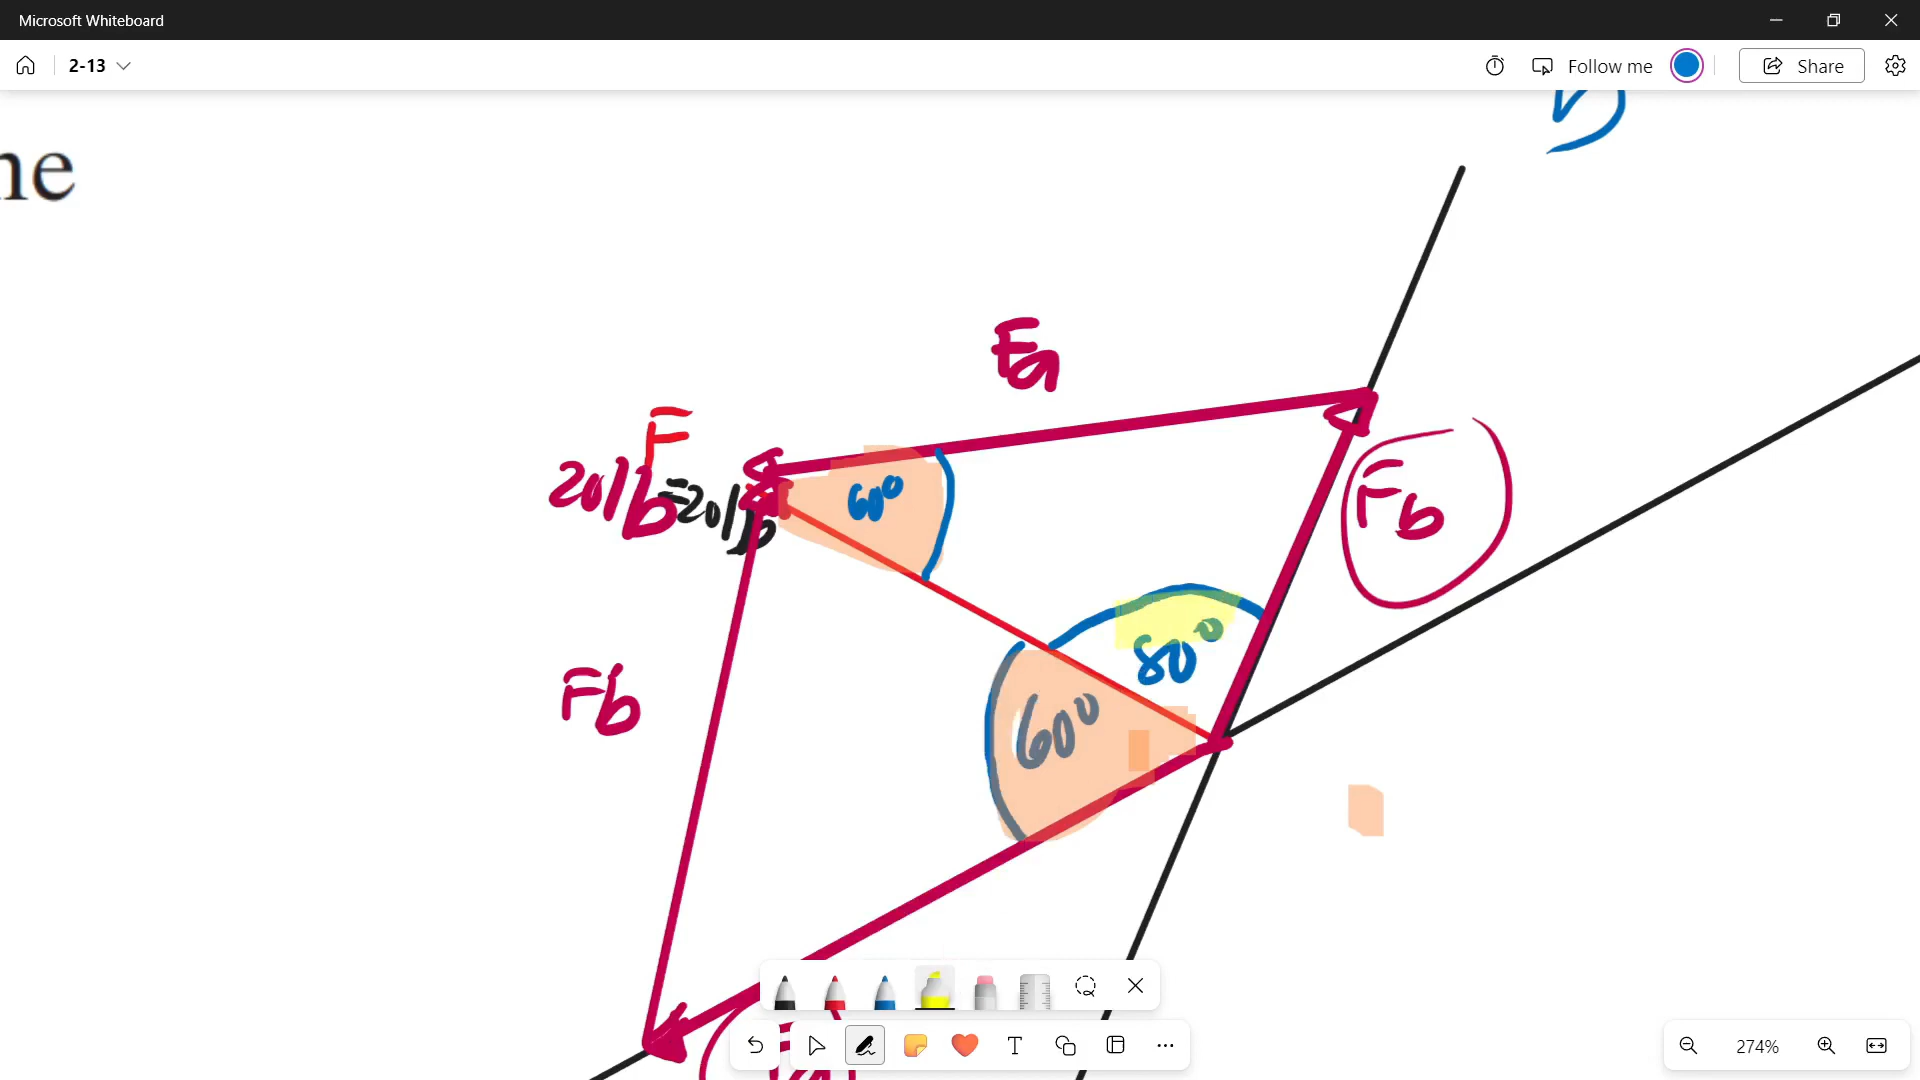 Microsoft Whiteboard
2-13
Follow me
Share
ne
Fa
F
20lb
=20lb
60°
Fb
80°
60°
Fb
274%